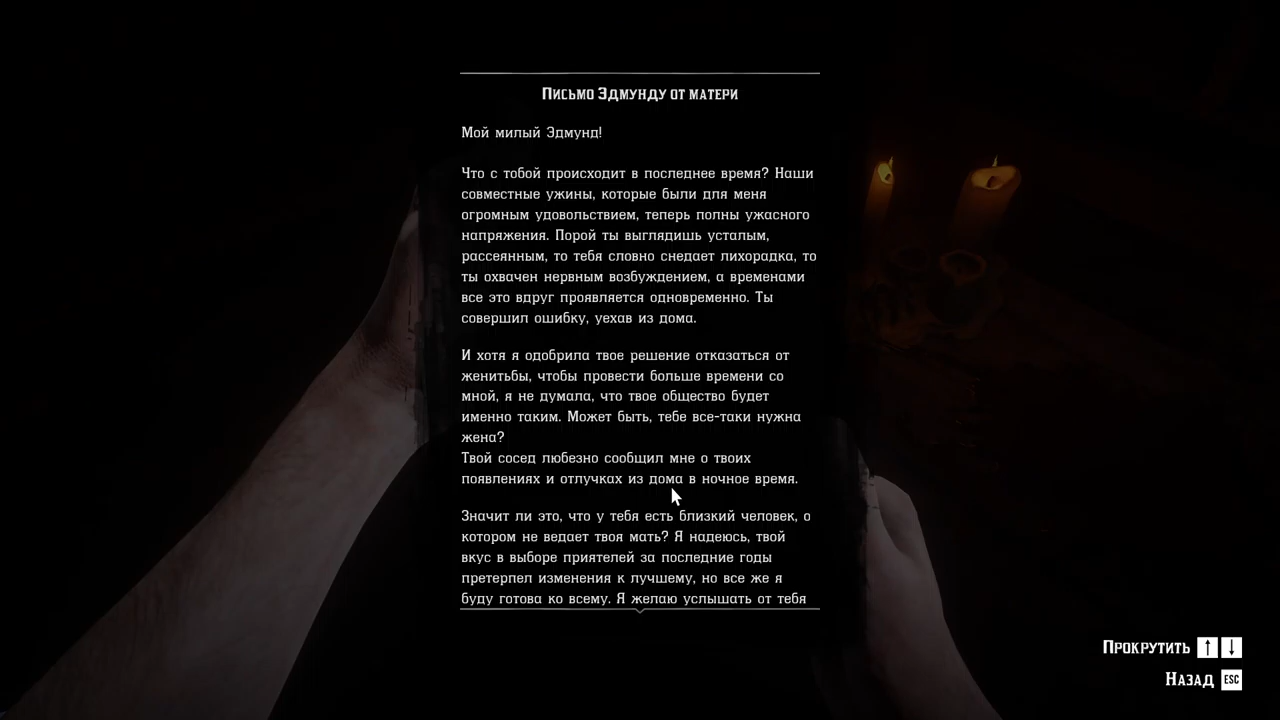 Письмо Эдмунду от матери
Мой милый Эдмунд!
Что с тобой происходит в последнее время? Наши
совместные ужины, которые были для меня
огромным удовольствием, теперь полны ужасного
напряжения. Порой ты выглядишь усталым,
рассеянным, то тебя словно снедает лихорадка, то
ты охвачен нервным возбуждением, а временами
все это вдруг проявляется одновременно. Ты
совершил ошибку, уехав из дома.
И хотя я одобрила твое решение отказаться от
женитьбы, чтобы провести больше времени со
мной, я не думала, что твое общество будет
именно таким. Может быть, тебе все-таки нужна
жена?
Твой сосед любезно сообщил мне о твоих
появлениях и отлучках из дома в ночное время.
Значит ли это, что у тебя есть близкий человек, о
котором не ведает твоя мать? Я надеюсь, твой
вкус в выборе приятелей за последние годы
претерпел изменения к лучшему, но все же я
буду готова ко всему. Я желаю услышать от тебя
Прокрутить ↑ ↓
Назад ESC